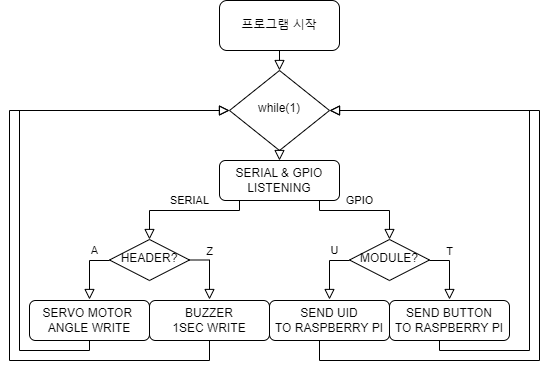 프로그램 시작
while(1)
SERIAL & GPIO
LISTENING
SERIAL
GPIO
A
HEADER?
Z
U
MODULE?
T
SERVO MOTOR
ANGLE WRITE
BUZZER
1SEC WRITE
SEND UID
TO RASPBERRY PI
SEND BUTTON
TO RASPBERRY PI